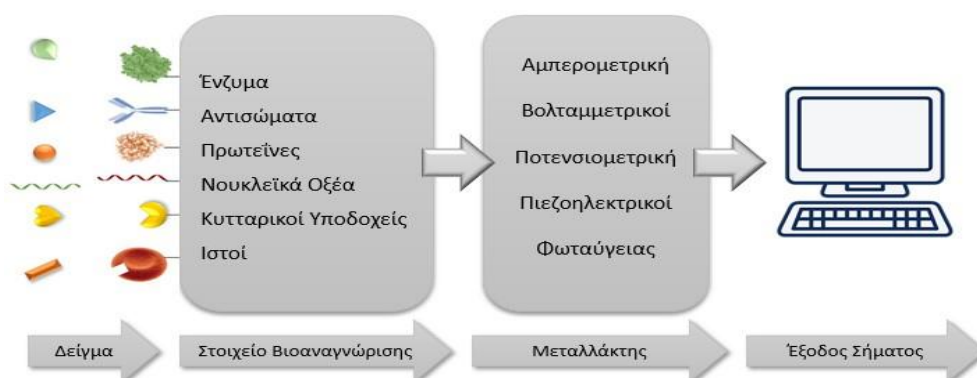 Ένζυμα
Αντισώματα
Πρωτεΐνες
Νουκλεϊκά Οξέα
Κυτταρικοί Υποδοχείς
Ιστοί
Αμπερομετρική
Βολταμμετρικοί
Ποτενσιομετρική
Πιεζοηλεκτρικοί
Φωταύγειας
Δείγμα
Στοιχείο Βιοαναγνώρισης
Μεταλλάκτης
Έξοδος Σήματος